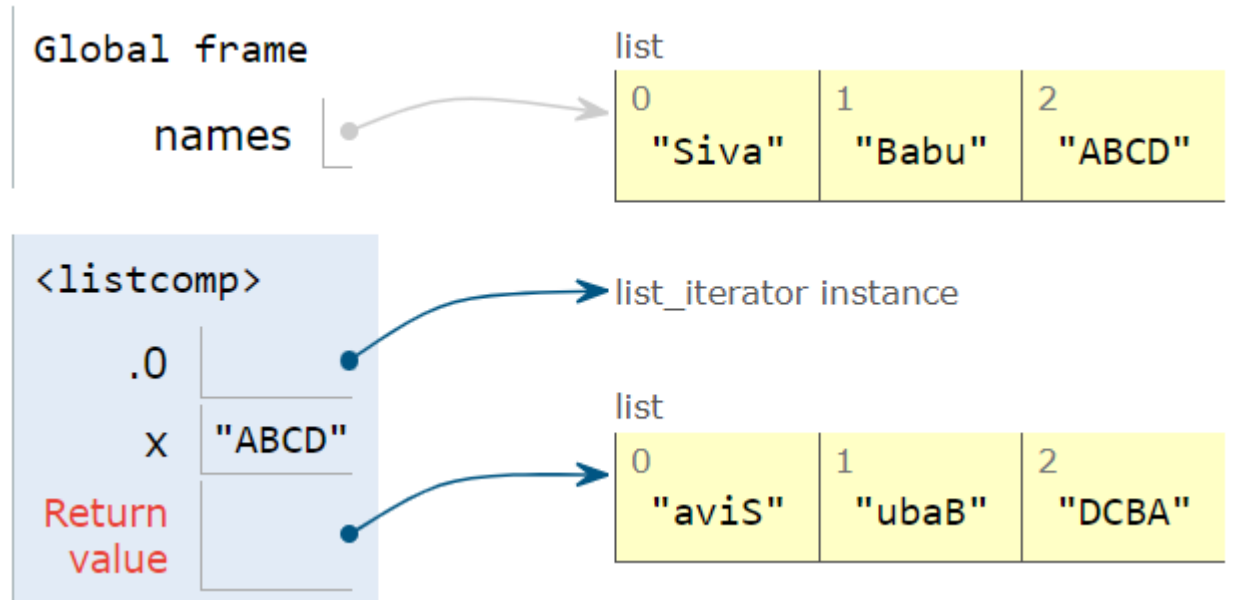 Global frame
names
list
0 1 2
"Siva" "Babu" "ABCD"
<listcomp>
.0
list_iterator instance
x "ABCD"
Return
value
list
0 1 2
"aviS" "ubaB" "DCBA"